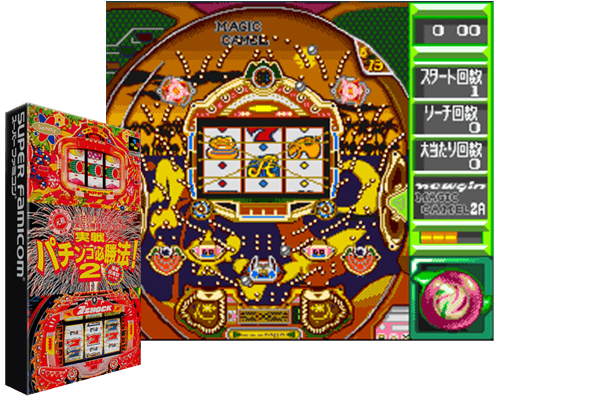 MAGIC
CAMEL
13
0 00
スタート回数
1
リーチ回数
0
大当たり回数
0
newgin
MAGIC
CAMEL 2A
SUPER FAMICOM
スーパーファミコン
実戦
パチンコ必勝法!
2
7SHOCK